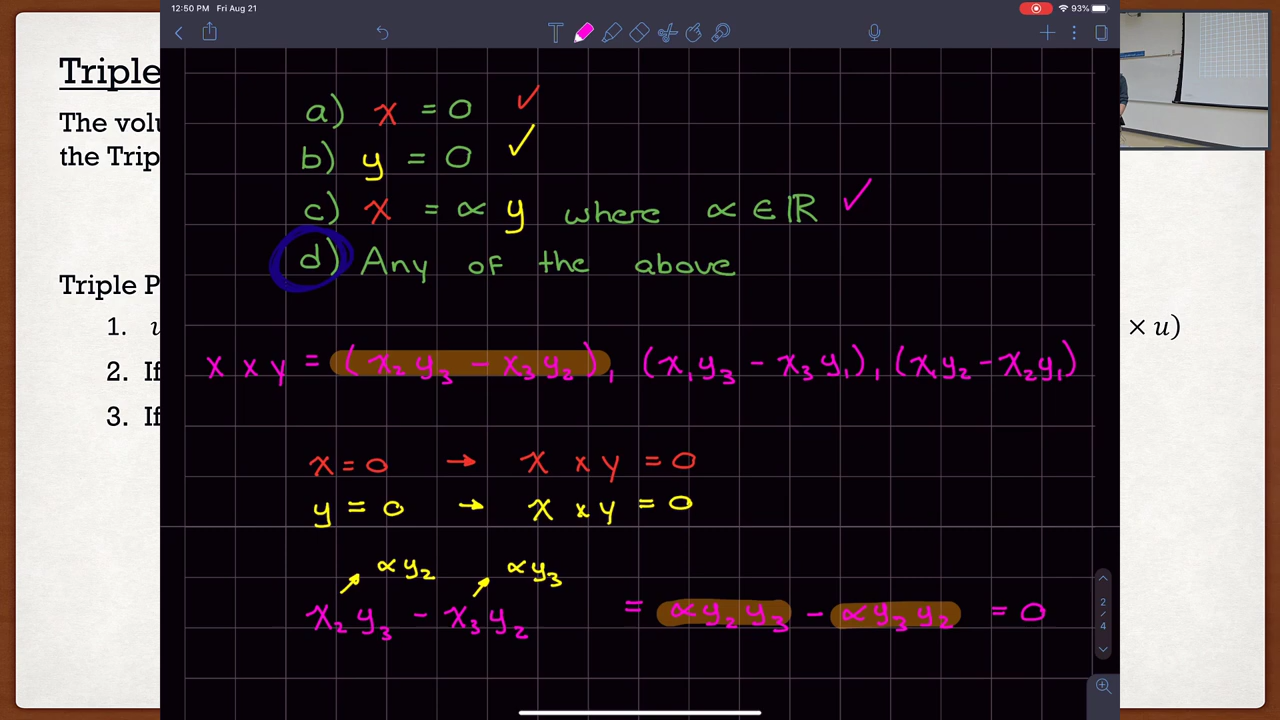 12:50 PM Fri Aug 21
93%
Triple
The volu
the Trip
a) x = 0 ✓
b) y = 0 ✓
c) x = α y where α ∈ ℝ ✓
d) Any of the above
Triple P
1. u
× u)
2. If
3. If
x × y = (x₂y₃ − x₃y₂), (x₁y₃ − x₃y₁), (x₁y₂ − x₂y₁)
x = 0 → x × y = 0
y = 0 → x × y = 0
αy₂ αy₃
x₂y₃ − x₃y₂ = αy₂y₃ − αy₃y₂ = 0
2 / 4